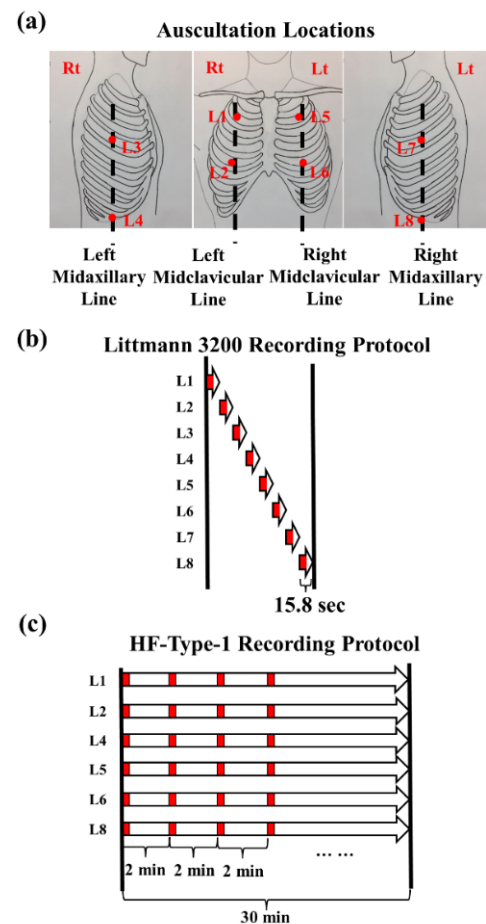 (a)
Auscultation Locations
Rt
Rt
Lt
Lt
L1
L5
L3
L7
L2
L6
L4
L8
Left
Midaxillary
Line
Left
Midclavicular
Line
Right
Midclavicular
Line
Right
Midaxillary
Line
(b)
Littmann 3200 Recording Protocol
L1
L2
L3
L4
L5
L6
L7
L8
15.8 sec
(c)
HF-Type-1 Recording Protocol
L1
L2
L4
L5
L6
L8
2 min
2 min
2 min
... ...
30 min